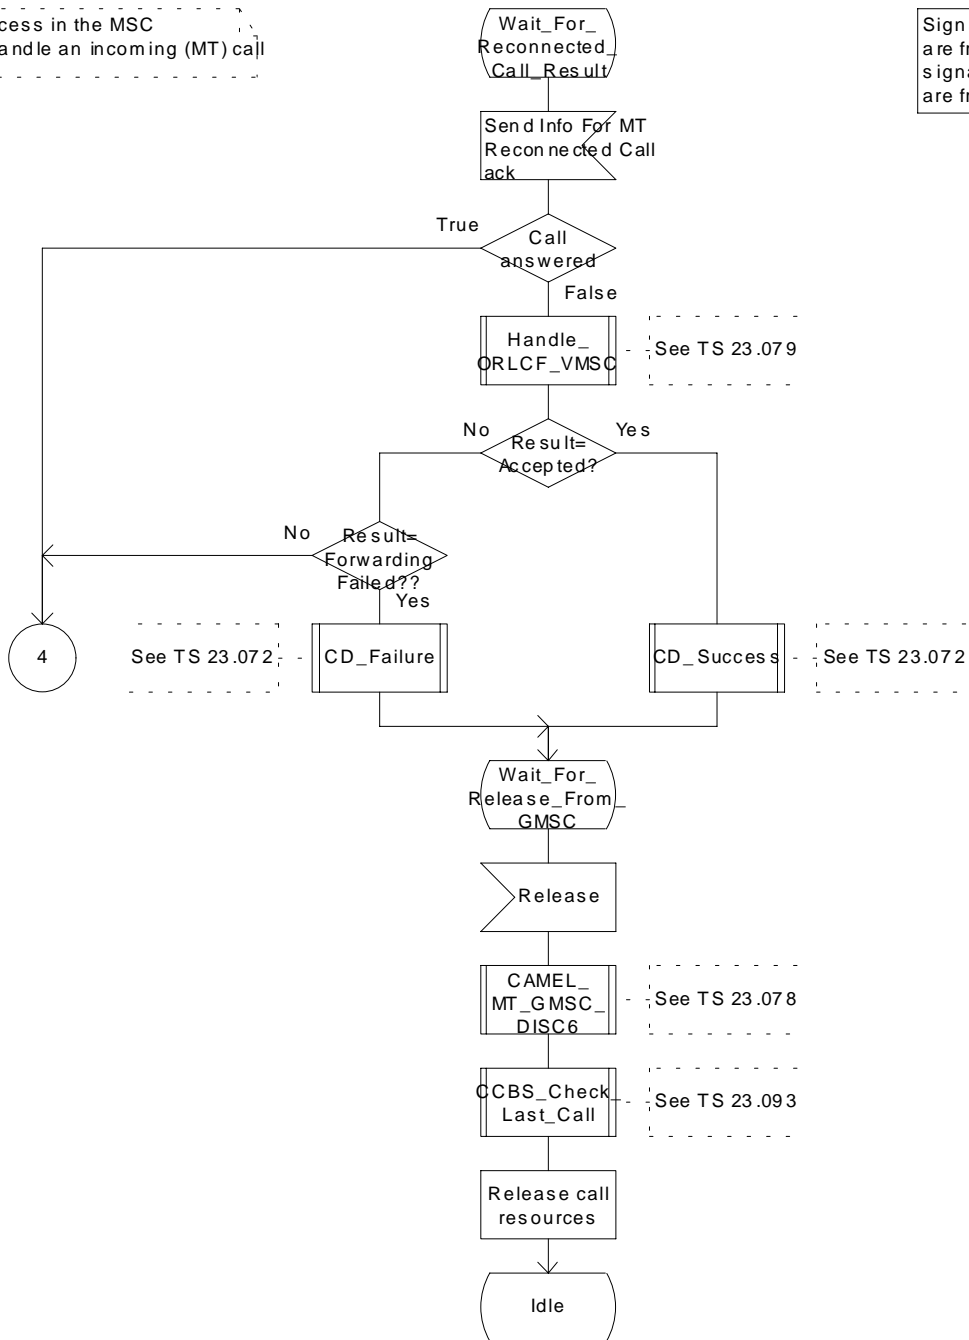 cess in the MSC
andle an incoming (MT) call
Wait_For_
Reconnected_
Call_Result
Sign
are fr
signa
are fr
Send Info For MT
Reconnected Call
ack
True
Call
answered
False
Handle_
ORLCF_VMSC
See TS 23.079
No
Result=
Accepted?
Yes
No
Result=
Forwarding
Failed??
Yes
4
See TS 23.072
CD_Failure
CD_Success
See TS 23.072
Wait_For_
Release_From_
GMSC
Release
CAMEL_
MT_GMSC_
DISC6
See TS 23.078
CCBS_Check_
Last_Call
See TS 23.093
Release call
resources
Idle